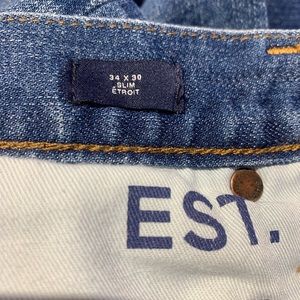 34 X 30
SLIM
ÉTROIT
EST.